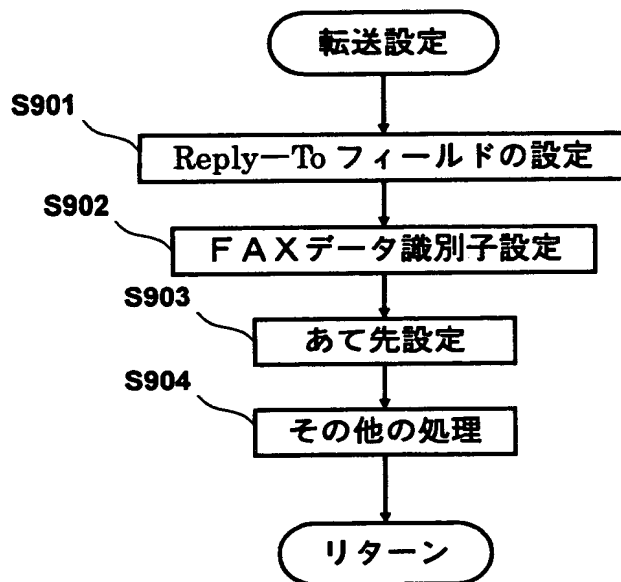 転送設定
S901
Reply－To フィールドの設定
S902
ＦＡＸデータ識別子設定
S903
あて先設定
S904
その他の処理
リターン